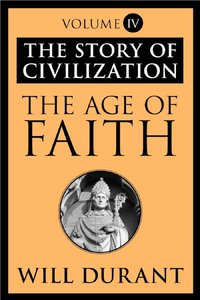 VOLUME IV
THE STORY OF
CIVILIZATION
THE AGE OF
FAITH
WILL DURANT